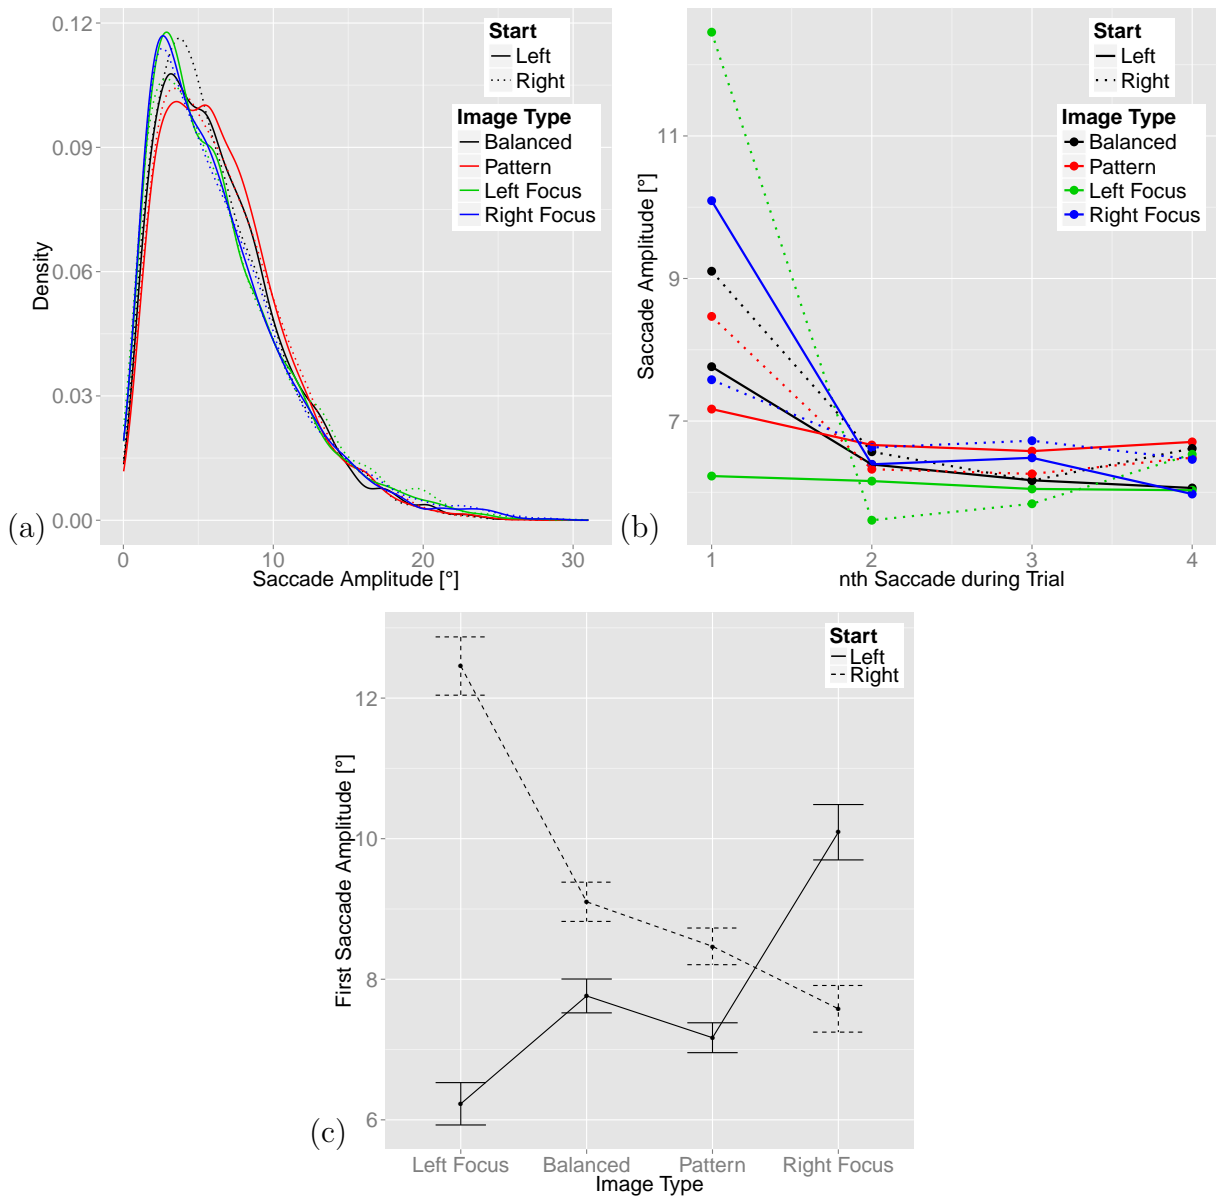 0.12
0.09
0.06
0.03
0.00
Density
(a)
0
10
20
30
Saccade Amplitude [°]
Start
Left
Right
Image Type
Balanced
Pattern
Left Focus
Right Focus
11
9
7
Saccade Amplitude [°]
(b)
1
2
3
4
nth Saccade during Trial
Start
Left
Right
Image Type
Balanced
Pattern
Left Focus
Right Focus
12
10
8
6
First Saccade Amplitude [°]
(c)
Start
Left
Right
Left Focus
Balanced
Pattern
Right Focus
Image Type